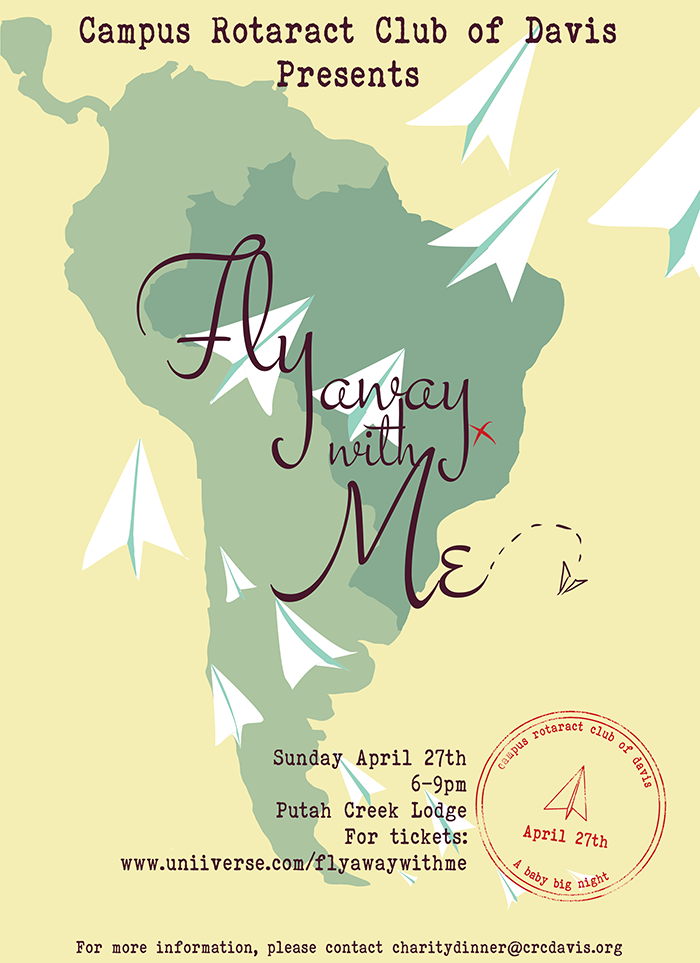 Campus Rotaract Club of Davis
Presents
Fly
away
with
Me
Sunday April 27th
6-9pm
Putah Creek Lodge
For tickets:
www.uniiverse.com/flyawaywithme
campus rotaract club of davis
April 27th
A baby big night
For more information, please contact charitydinner@crcdavis.org